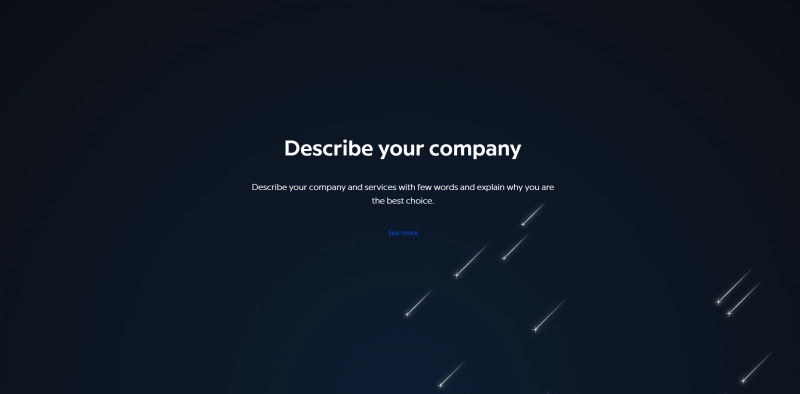 Describe your company
Describe your company and services with few words and explain why you are
the best choice.
See more